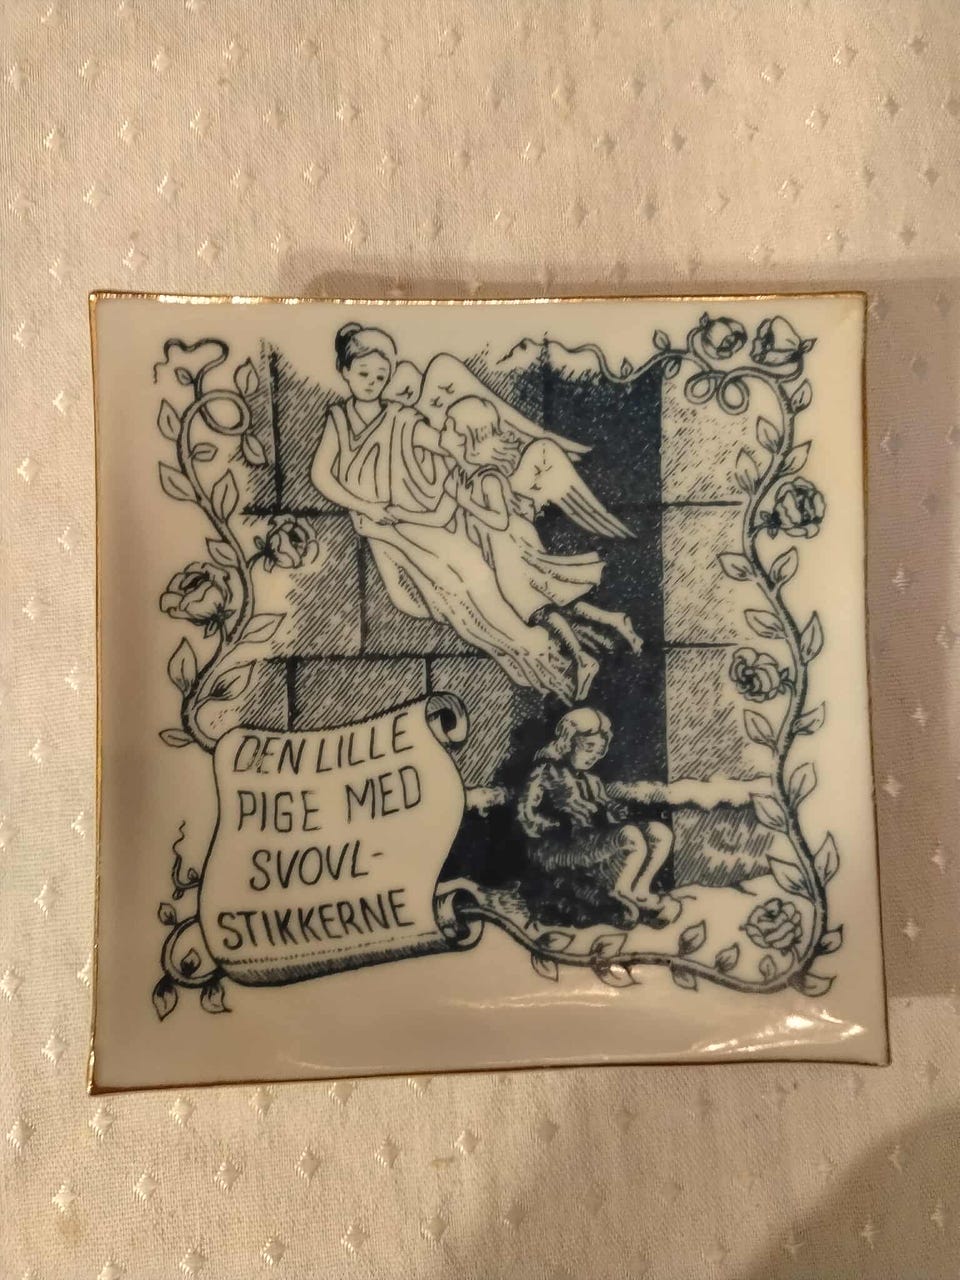 DEN LILLE
PIGE MED
SVOVL-
STIKKERNE